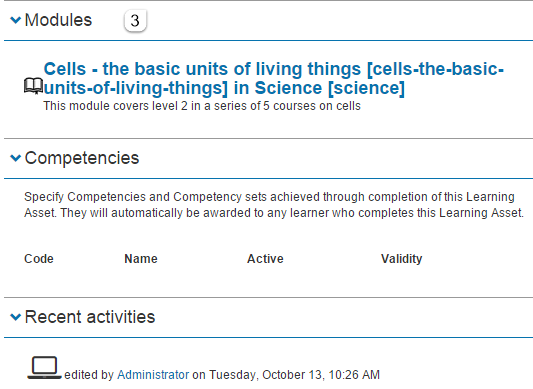 Modules 3
Cells - the basic units of living things [cells-the-basic-
units-of-living-things] in Science [science]
This module covers level 2 in a series of 5 courses on cells
Competencies
Specify Competencies and Competency sets achieved through completion of this Learning
Asset. They will automatically be awarded to any learner who completes this Learning Asset.
Code Name Active Validity
Recent activities
edited by Administrator on Tuesday, October 13, 10:26 AM